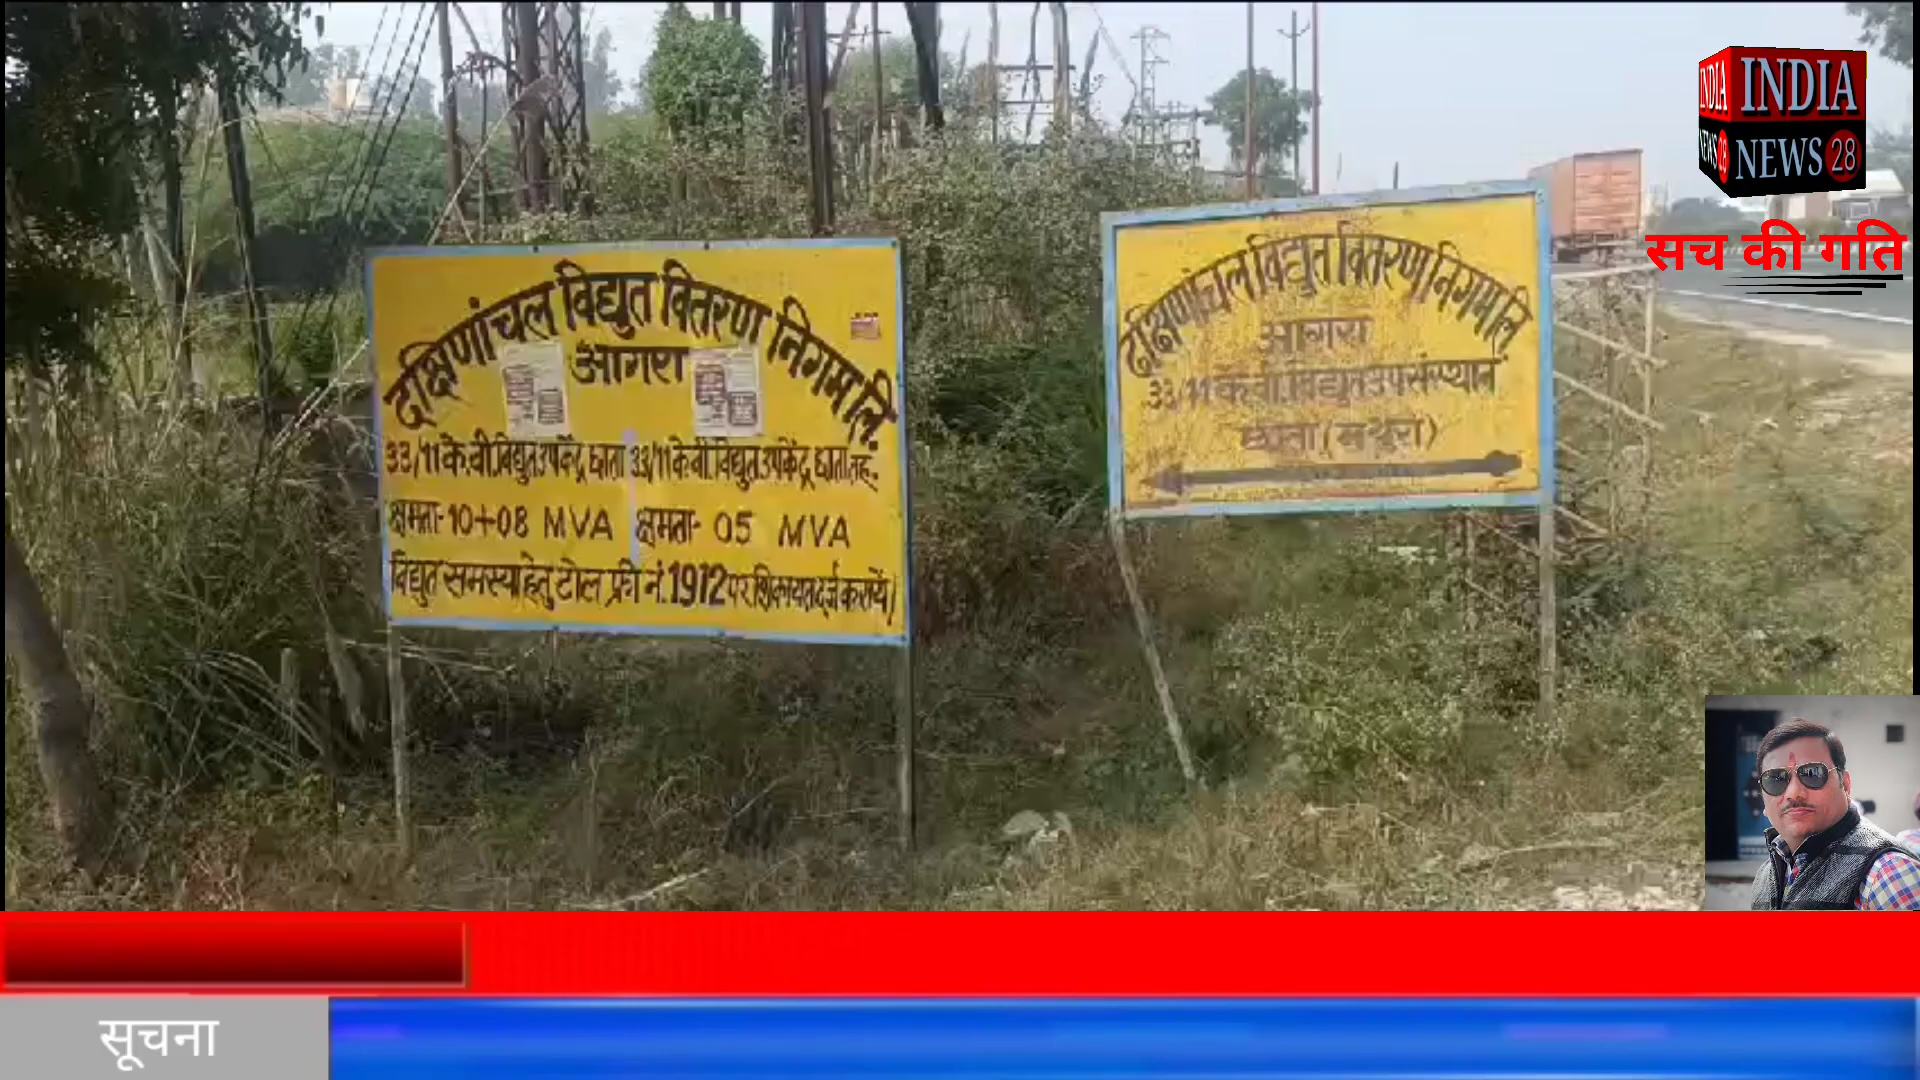 दक्षिणांचल विद्युत वितरण निगम लि.
आगरा
33/11 के.वी. विद्युत उपकेंद्र छाता
क्षमता- 10+08 MVA
33/11 के.वी. विद्युत उपकेंद्र छाता तह.
क्षमता- 05 MVA
विद्युत समस्या हेतु टोल फ्री नं. 1912 पर शिकायत दर्ज करायें।
दक्षिणांचल विद्युत वितरण निगम लि
आगरा
33/11 के.वी. विद्युत उपसंस्थान
छाता (मथुरा)
INDIA
NEWS 28
INDIA
NEWS
सच की गति
सूचना